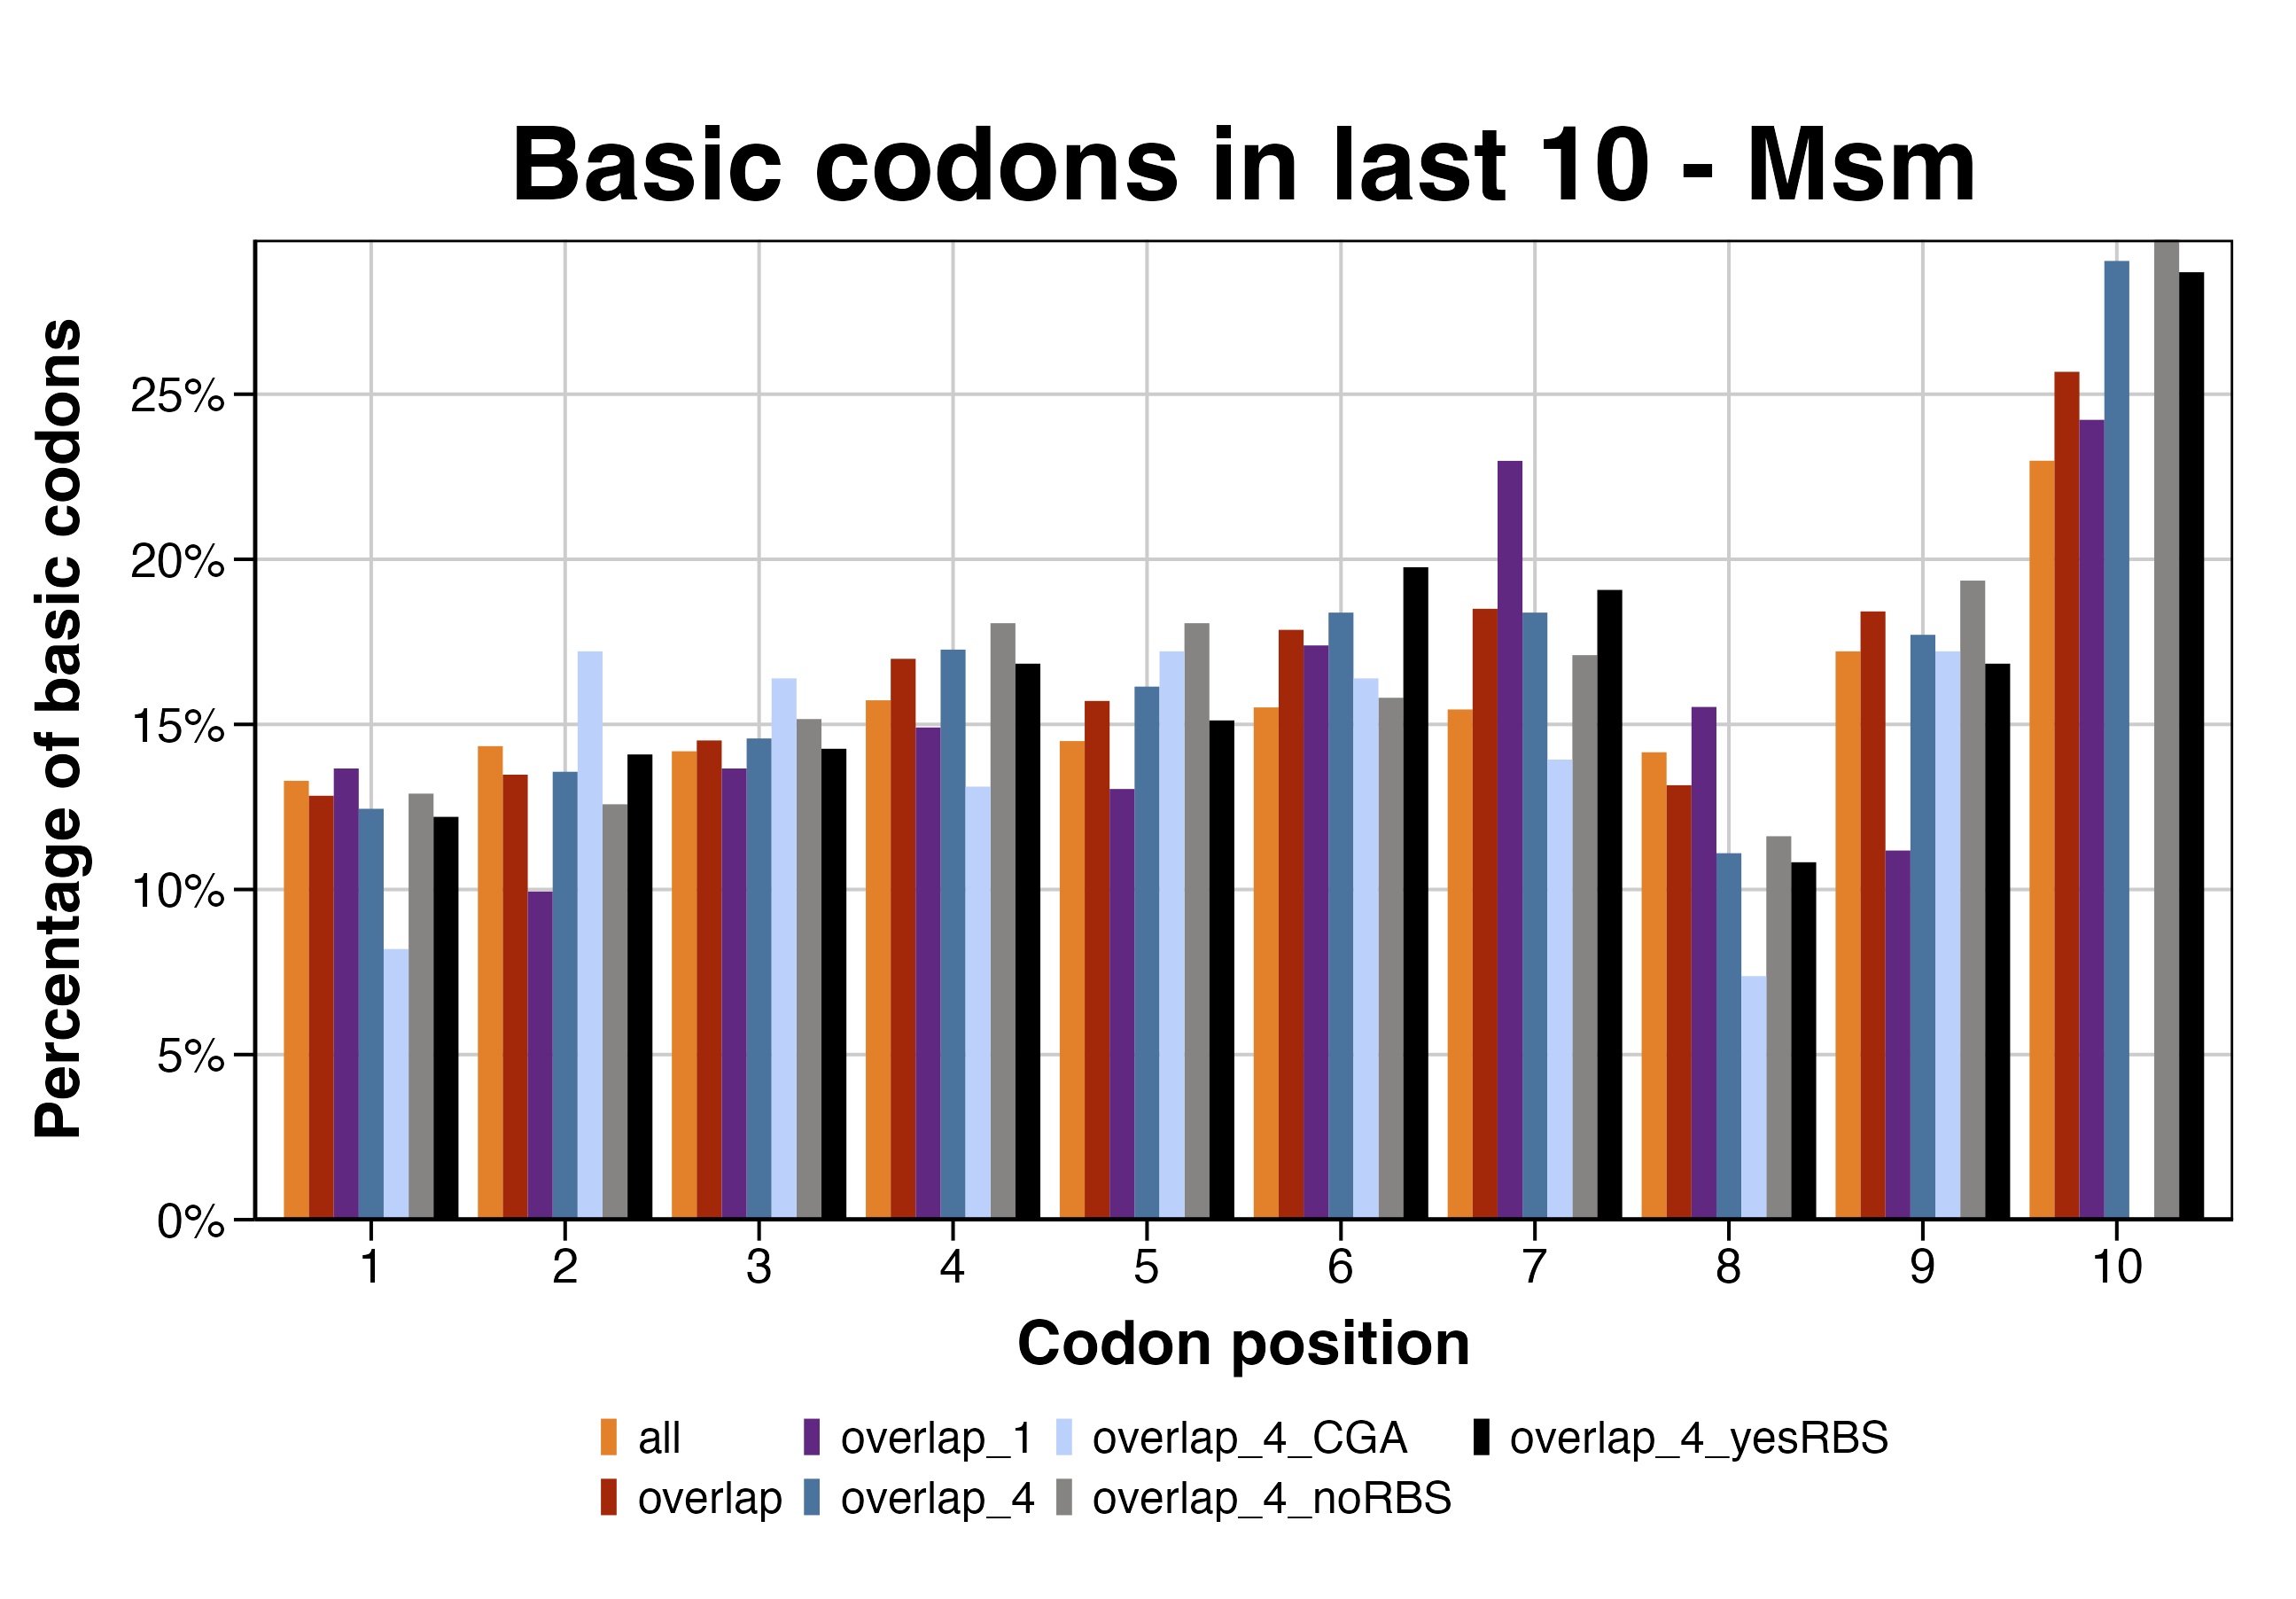 Basic codons in last 10 - Msm
Percentage of basic codons
25%
20%
15%
10%
5%
0%
1 2 3 4 5 6 7 8 9 10
Codon position
all overlap_1 overlap_4_CGA overlap_4_yesRBS
overlap overlap_4 overlap_4_noRBS